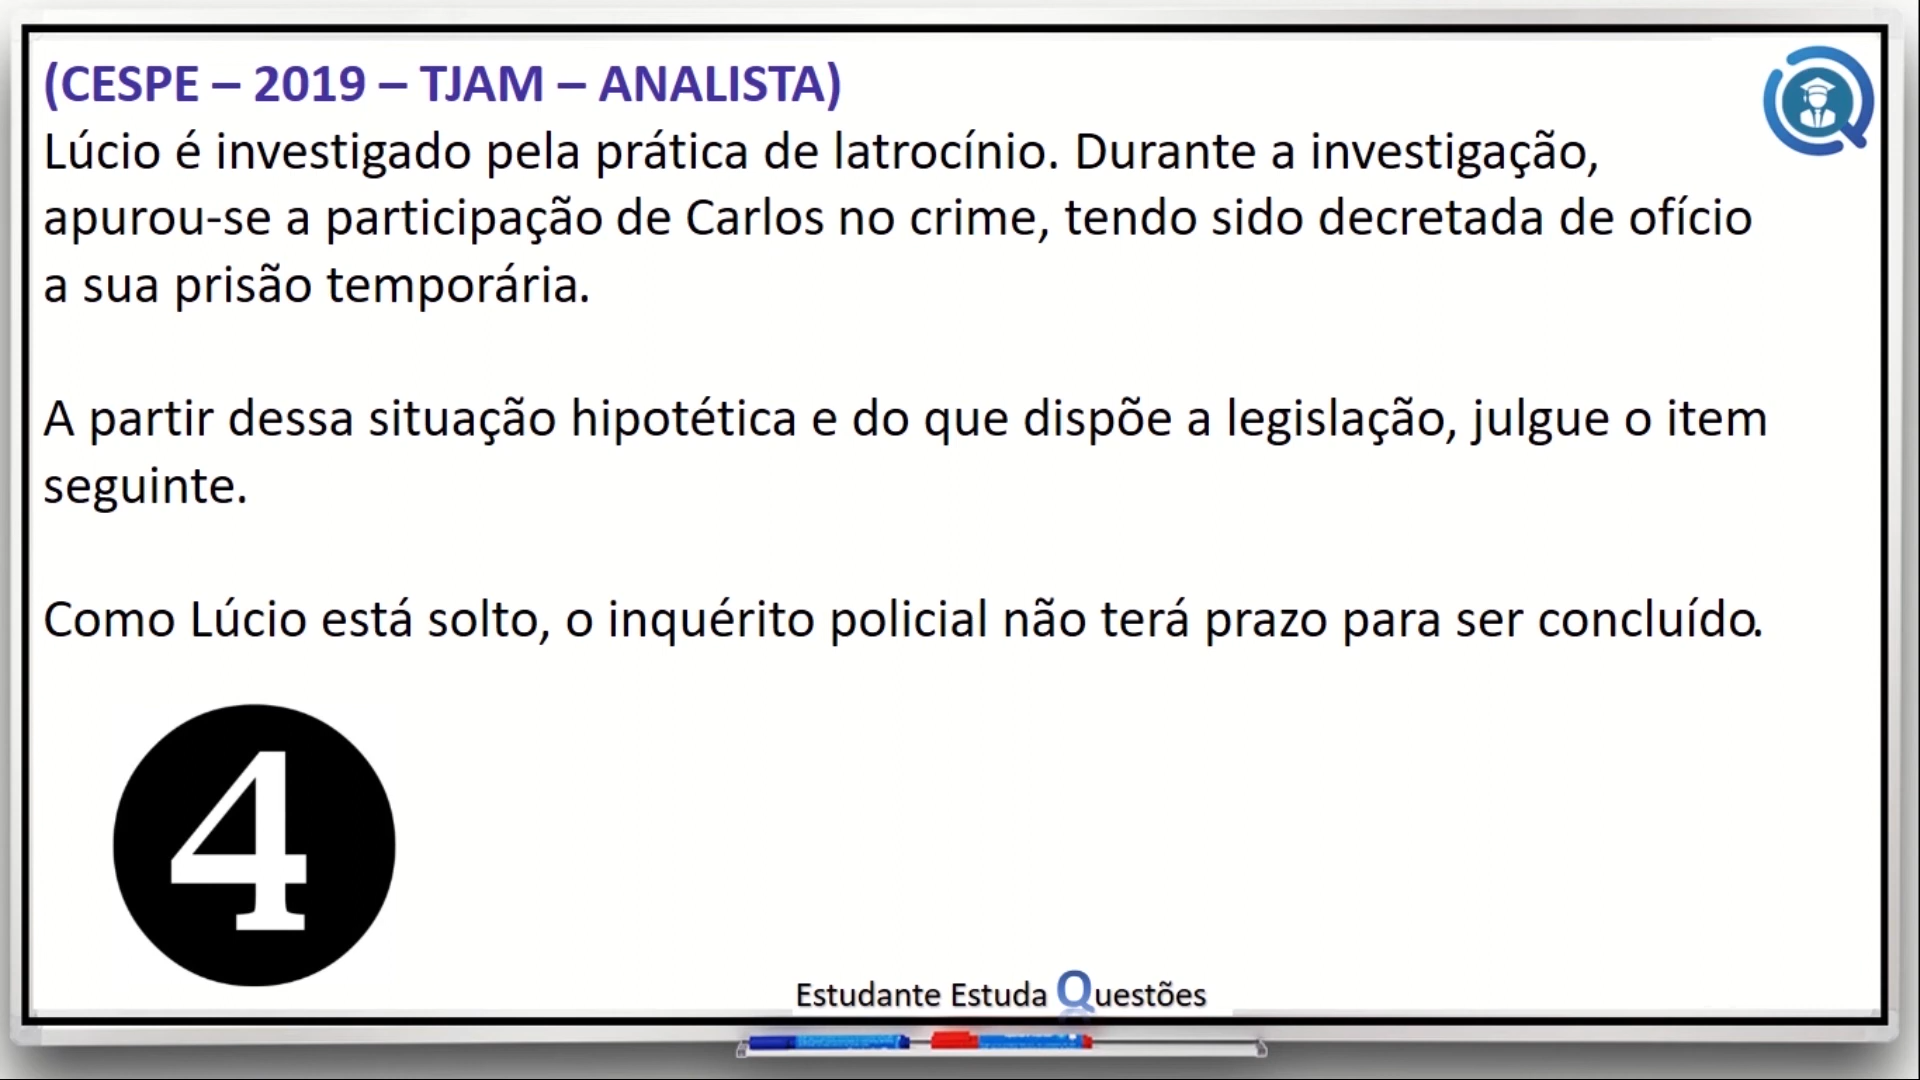 (CESPE – 2019 – TJAM – ANALISTA)
Lúcio é investigado pela prática de latrocínio. Durante a investigação,
apurou-se a participação de Carlos no crime, tendo sido decretada de ofício
a sua prisão temporária.
A partir dessa situação hipotética e do que dispõe a legislação, julgue o item
seguinte.
Como Lúcio está solto, o inquérito policial não terá prazo para ser concluído.
4
Estudante Estuda Questões